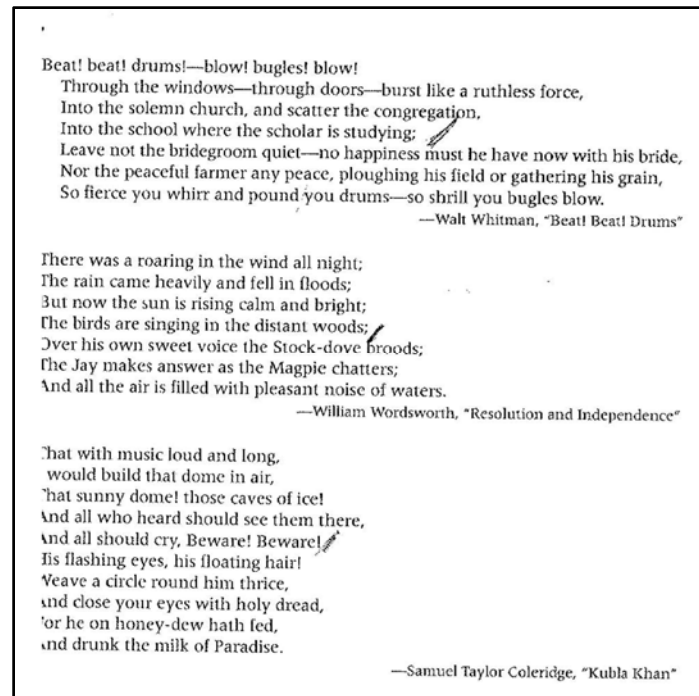 Beat! beat! drums!—blow! bugles! blow!
Through the windows—through doors—burst like a ruthless force,
Into the solemn church, and scatter the congregation,
Into the school where the scholar is studying;
Leave not the bridegroom quiet—no happiness must he have now with his bride,
Nor the peaceful farmer any peace, ploughing his field or gathering his grain,
So fierce you whirr and pound you drums—so shrill you bugles blow.
—Walt Whitman, "Beat! Beat! Drums"
There was a roaring in the wind all night;
The rain came heavily and fell in floods;
But now the sun is rising calm and bright;
The birds are singing in the distant woods;
Over his own sweet voice the Stock-dove broods;
The Jay makes answer as the Magpie chatters;
And all the air is filled with pleasant noise of waters.
—William Wordsworth, "Resolution and Independence"
That with music loud and long,
would build that dome in air,
That sunny dome! those caves of ice!
And all who heard should see them there,
And all should cry, Beware! Beware!
His flashing eyes, his floating hair!
Weave a circle round him thrice,
And close your eyes with holy dread,
For he on honey-dew hath fed,
And drunk the milk of Paradise.
—Samuel Taylor Coleridge, "Kubla Khan"